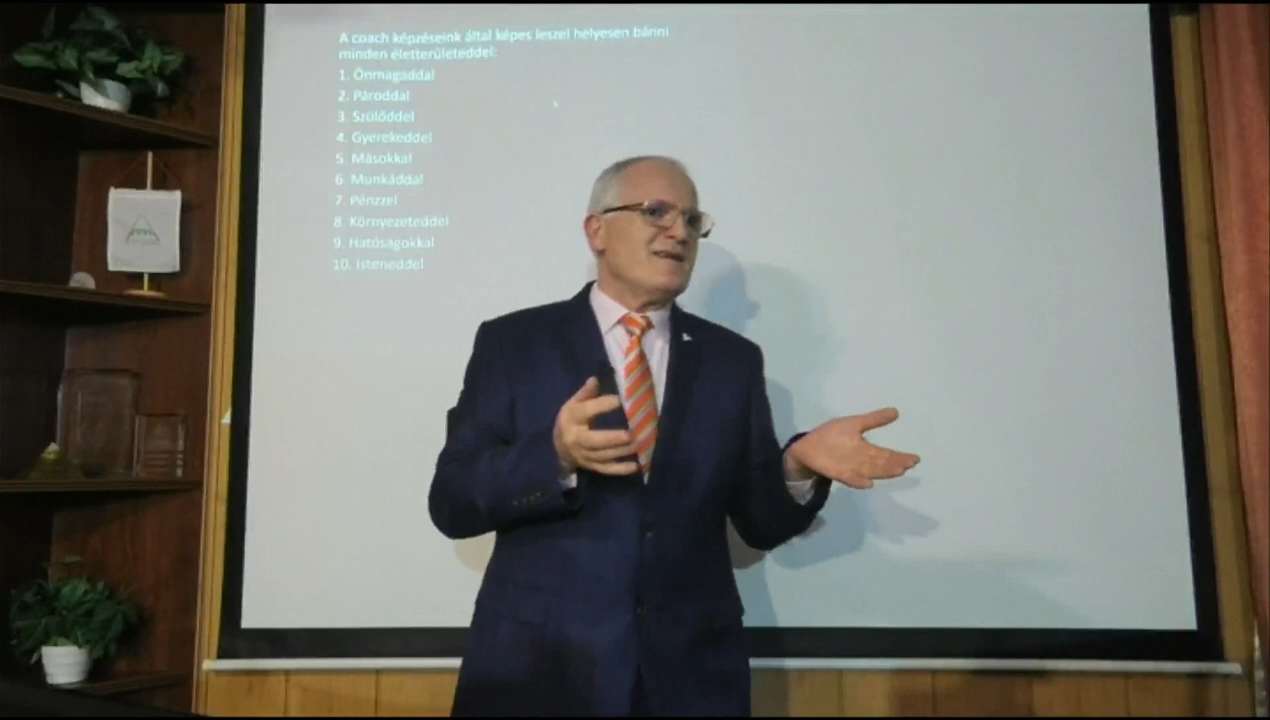 A coach képzéseink által képes leszel helyesen bánni
minden életterületeddel:
1. Önmagaddal
2. Pároddal
3. Szülőddel
4. Gyerekeddel
5. Másokkal
6. Munkáddal
7. Pénzzel
8. Környezeteddel
9. Hatóságokkal
10. Isteneddel